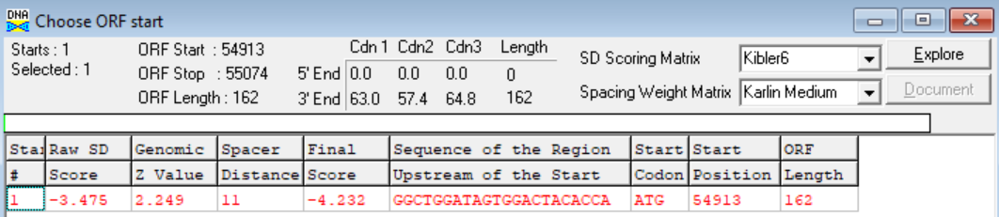 DNA Choose ORF start
Starts : 1 ORF Start : 54913 Cdn 1 Cdn2 Cdn3 Length SD Scoring Matrix Kibler6 Explore
Selected : 1 ORF Stop : 55074 5' End 0.0 0.0 0.0 0
ORF Length : 162 3' End 63.0 57.4 64.8 162 Spacing Weight Matrix Karlin Medium Document
Star Raw SD Genomic Spacer Final Sequence of the Region Start Start ORF
# Score Z Value Distance Score Upstream of the Start Codon Position Length
1 -3.475 2.249 11 -4.232 GGCTGGATAGTGGACTACACCA ATG 54913 162